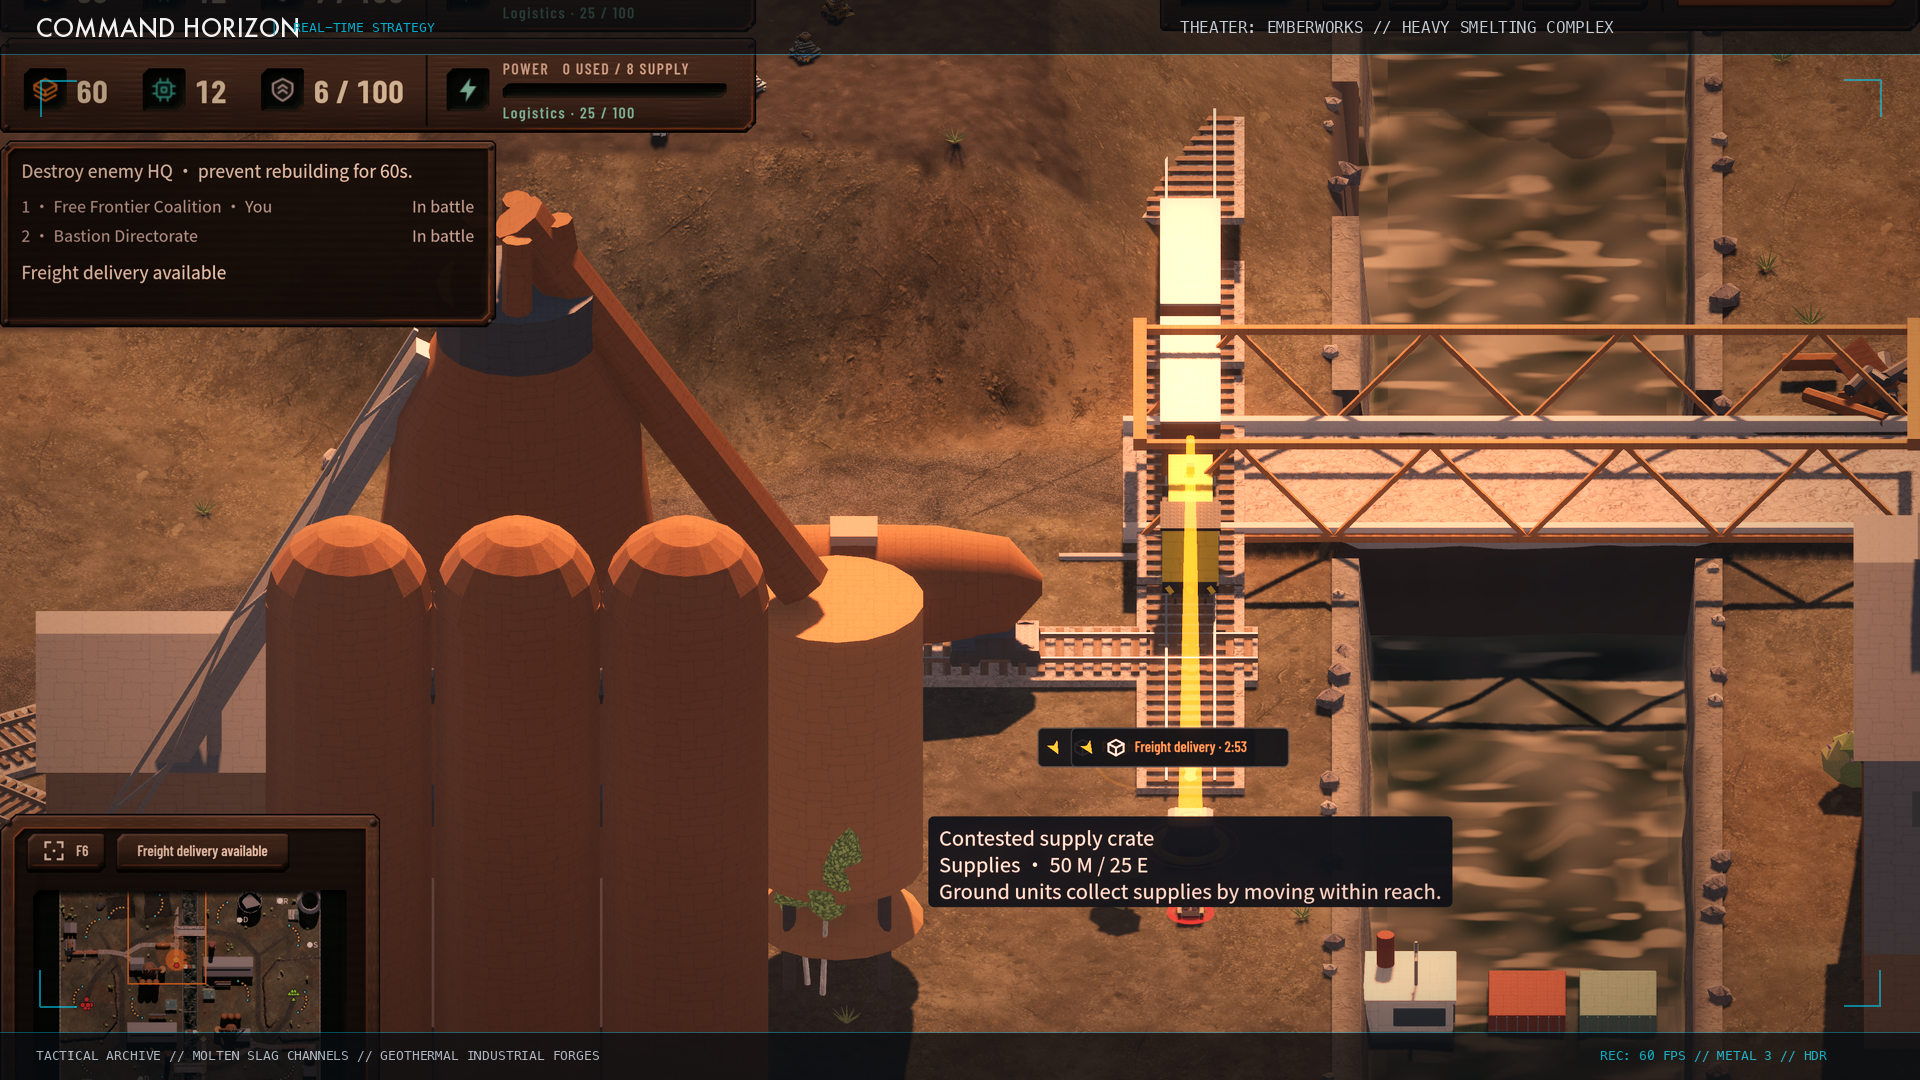 Logistics · 25 / 100
COMMAND HORIZON
REAL-TIME STRATEGY
THEATER: EMBERWORKS // HEAVY SMELTING COMPLEX
60
12
6 / 100
POWER 0 USED / 8 SUPPLY
Logistics · 25 / 100
Destroy enemy HQ • prevent rebuilding for 60s.
1 • Free Frontier Coalition • You In battle
2 • Bastion Directorate In battle
Freight delivery available
Freight delivery · 2:53
Contested supply crate
Supplies • 50 M / 25 E
Ground units collect supplies by moving within reach.
F6
Freight delivery available
R
D
S
TACTICAL ARCHIVE // MOLTEN SLAG CHANNELS // GEOTHERMAL INDUSTRIAL FORGES
REC: 60 FPS // METAL 3 // HDR